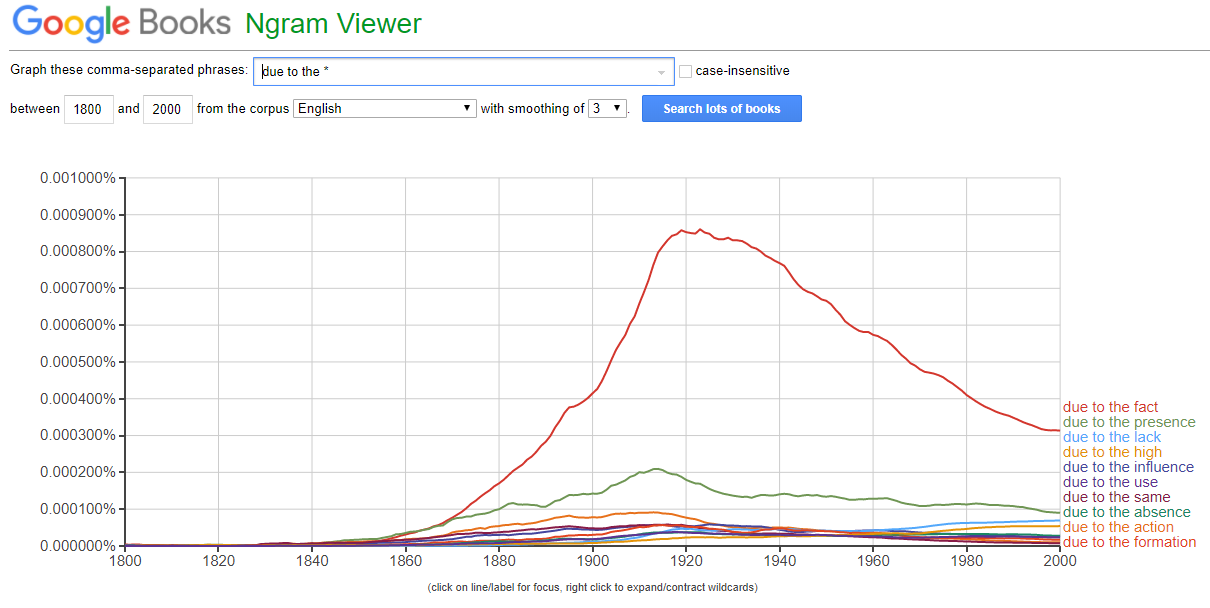 Google Books Ngram Viewer
Graph these comma-separated phrases: due to the * case-insensitive
between 1800 and 2000 from the corpus English with smoothing of 3 . Search lots of books
0.001000%
0.000900%
0.000800%
0.000700%
0.000600%
0.000500%
0.000400%
0.000300%
0.000200%
0.000100%
0.000000%
1800 1820 1840 1860 1880 1900 1920 1940 1960 1980 2000
due to the fact
due to the presence
due to the lack
due to the high
due to the influence
due to the use
due to the same
due to the absence
due to the action
due to the formation
(click on line/label for focus, right click to expand/contract wildcards)